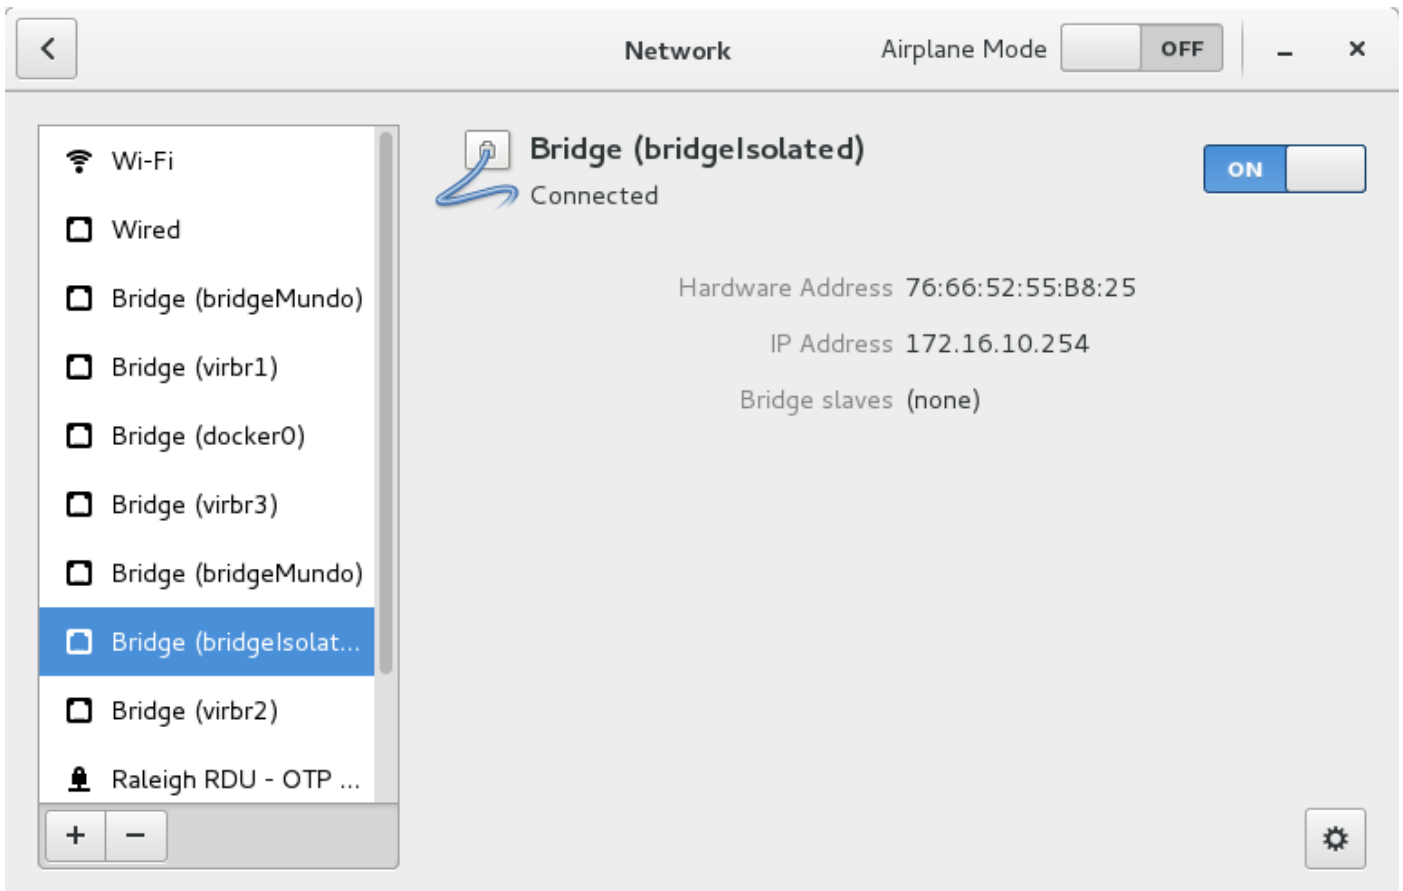 Network
Airplane Mode OFF
Wi-Fi
Wired
Bridge (bridgeMundo)
Bridge (virbr1)
Bridge (docker0)
Bridge (virbr3)
Bridge (bridgeMundo)
Bridge (bridgeIsolat...
Bridge (virbr2)
Raleigh RDU - OTP ...
Bridge (bridgeIsolated)
Connected
ON
Hardware Address 76:66:52:55:B8:25
IP Address 172.16.10.254
Bridge slaves (none)